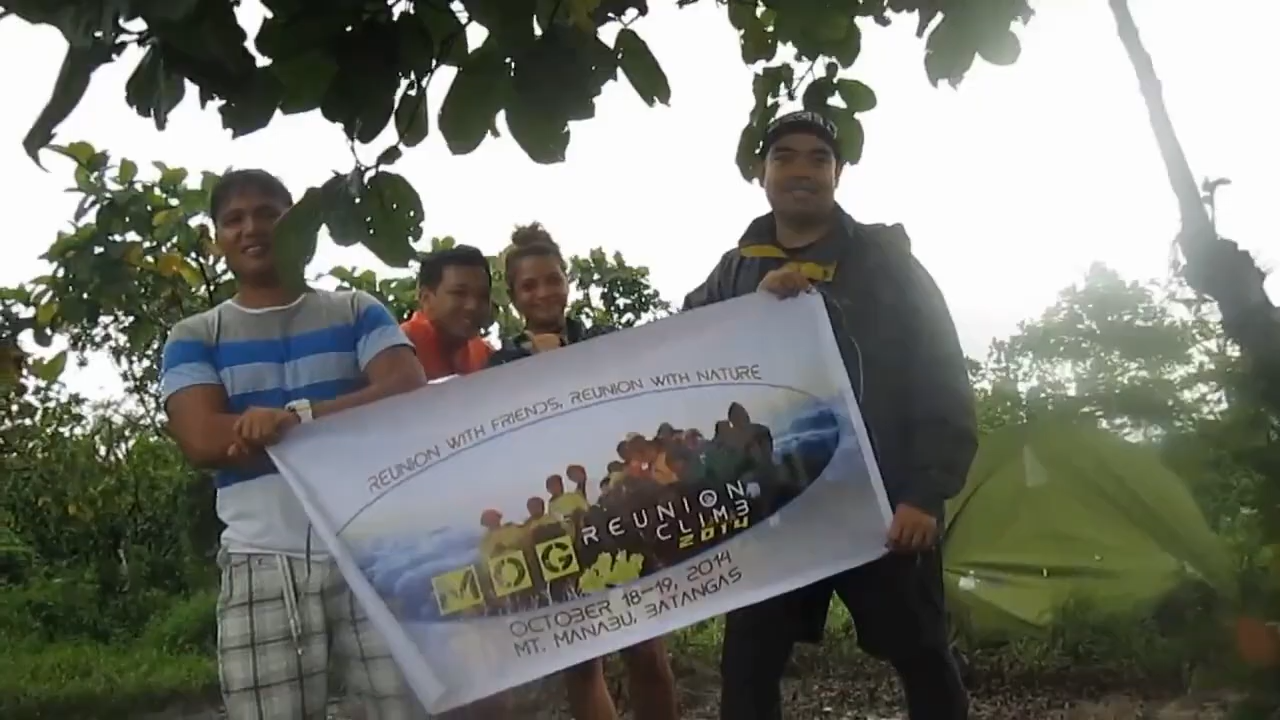 REUNION WITH FRIENDS, REUNION WITH NATURE
MOG REUNION
CLIMB
2014
OCTOBER 18-19, 2014
MT. MANABU, BATANGAS